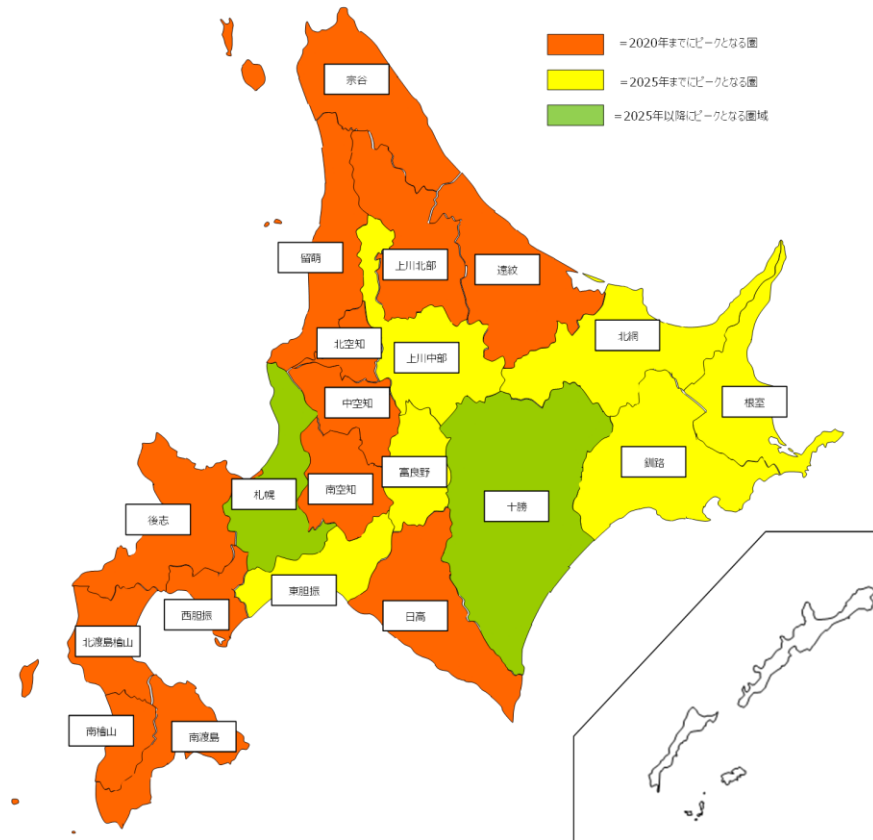 =2020年までにピークとなる圏
=2025年までにピークとなる圏
=2025年以降にピークとなる圏域
宗谷
留萌
上川北部
遠紋
北空知
上川中部
北網
中空知
根室
富良野
釧路
札幌
南空知
十勝
後志
東胆振
西胆振
日高
北渡島檜山
南檜山
南渡島